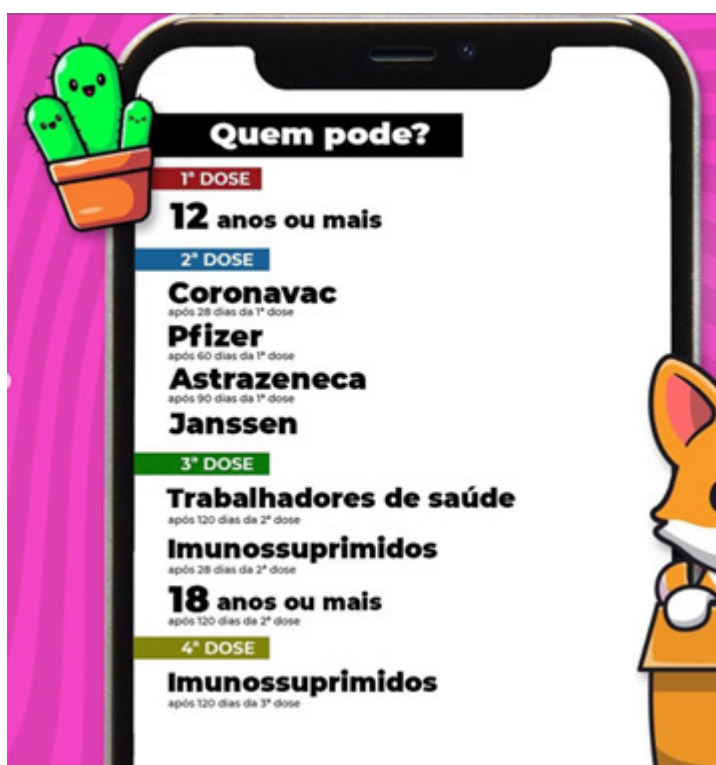 Quem pode?
1ª DOSE
12 anos ou mais
2ª DOSE
Coronavac
após 28 dias da 1ª dose
Pfizer
após 60 dias da 1ª dose
Astrazeneca
após 90 dias da 1ª dose
Janssen
3ª DOSE
Trabalhadores de saúde
após 120 dias da 2ª dose
Imunossuprimidos
após 28 dias da 2ª dose
18 anos ou mais
após 120 dias da 2ª dose
4ª DOSE
Imunossuprimidos
após 120 dias da 3ª dose